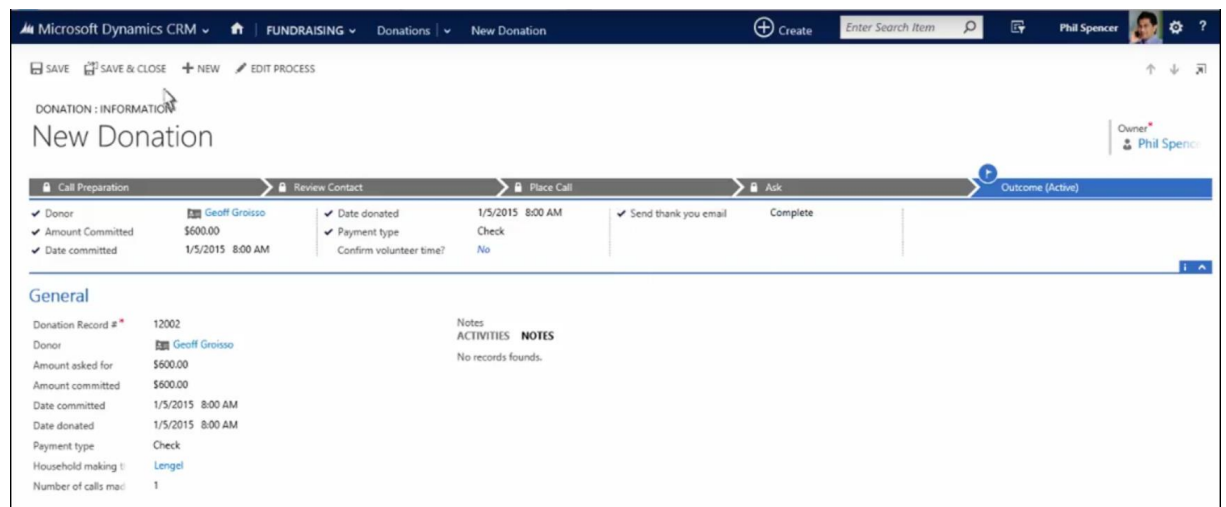 Microsoft Dynamics CRM FUNDRAISING Donations New Donation Create Enter Search Item Phil Spencer ?
SAVE SAVE & CLOSE + NEW EDIT PROCESS
DONATION : INFORMATION
New Donation
Owner*
Phil Spence
Call Preparation Review Contact Place Call Ask Outcome (Active)
Donor Geoff Groisso Date donated 1/5/2015 8:00 AM Send thank you email Complete
Amount Committed $600.00 Payment type Check
Date committed 1/5/2015 8:00 AM Confirm volunteer time? No
General
Donation Record #* 12002
Donor Geoff Groisso
Amount asked for $600.00
Amount committed $600.00
Date committed 1/5/2015 8:00 AM
Date donated 1/5/2015 8:00 AM
Payment type Check
Household making t Lengel
Number of calls mad 1
Notes
ACTIVITIES NOTES
No records founds.